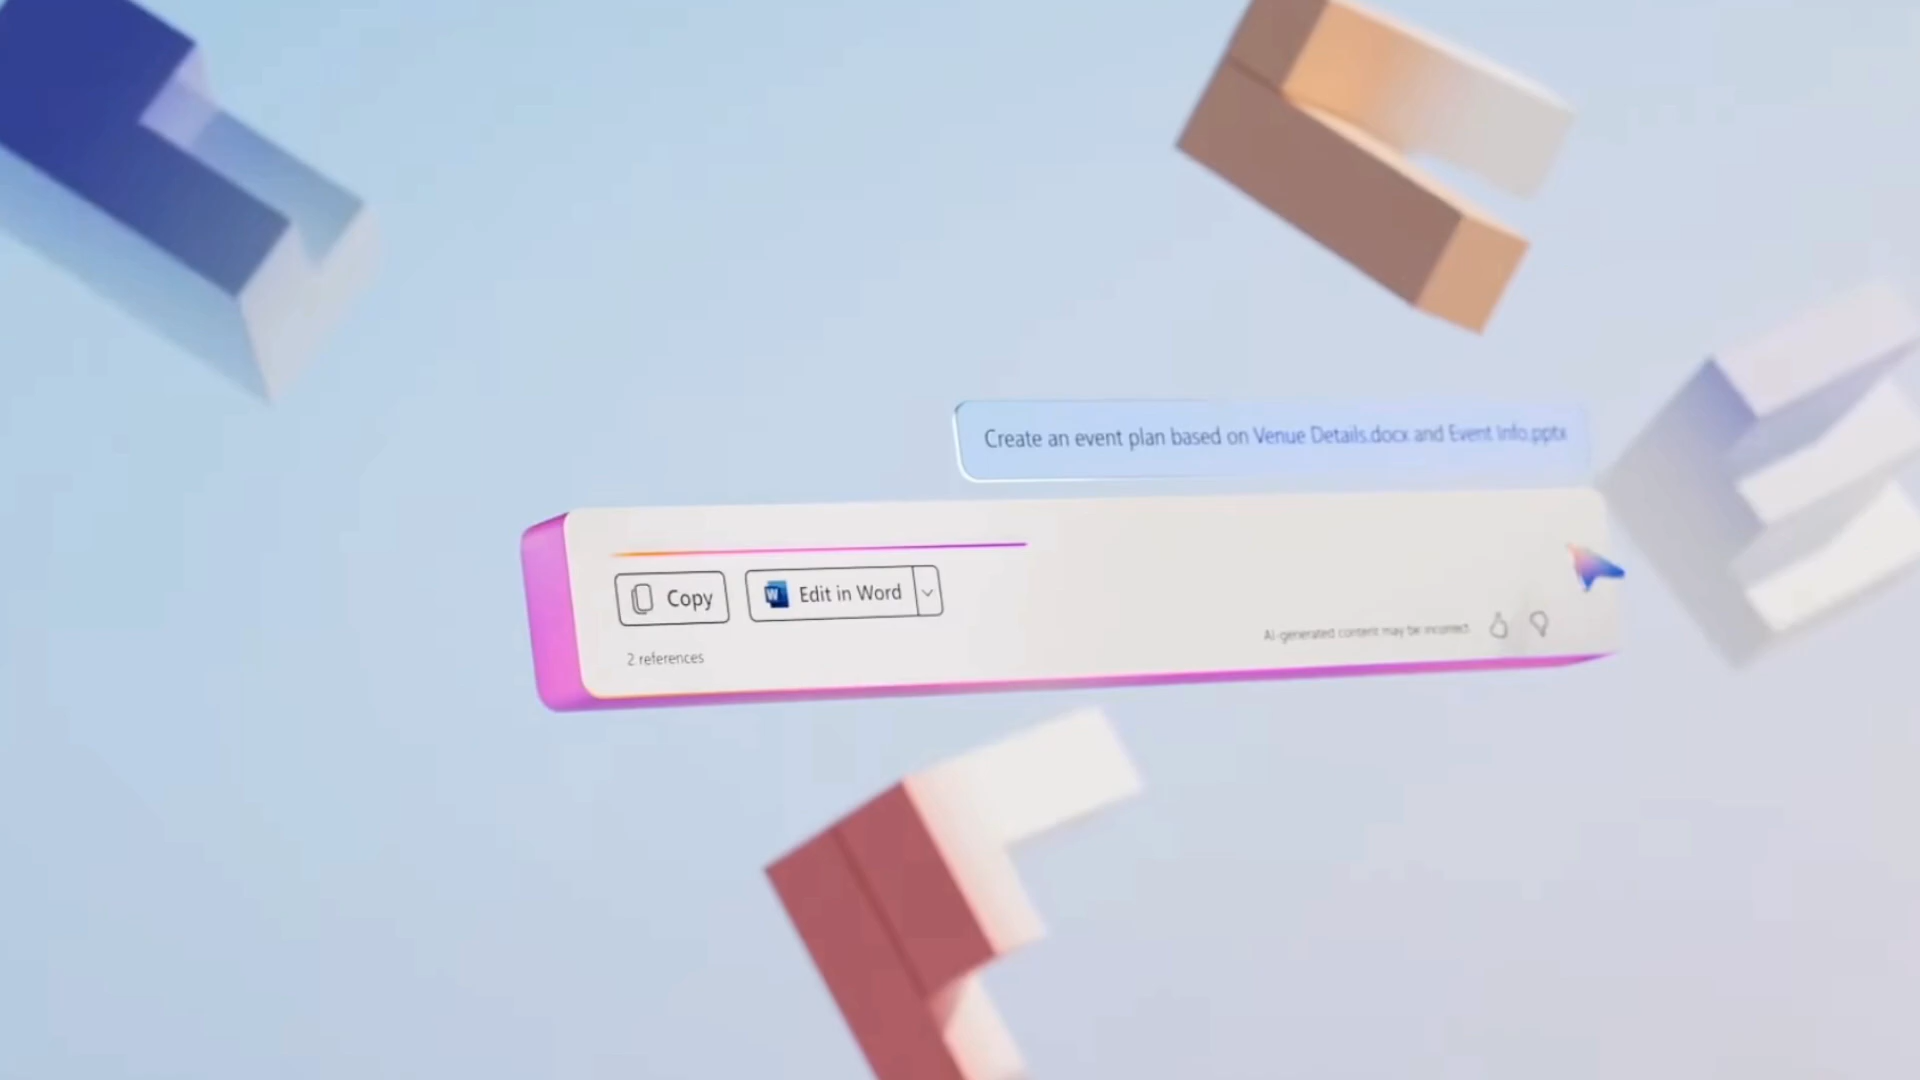 Create an event plan based on Venue Details.docx and Event Info.pptx
Copy
Edit in Word
2 references
AI-generated content may be incorrect